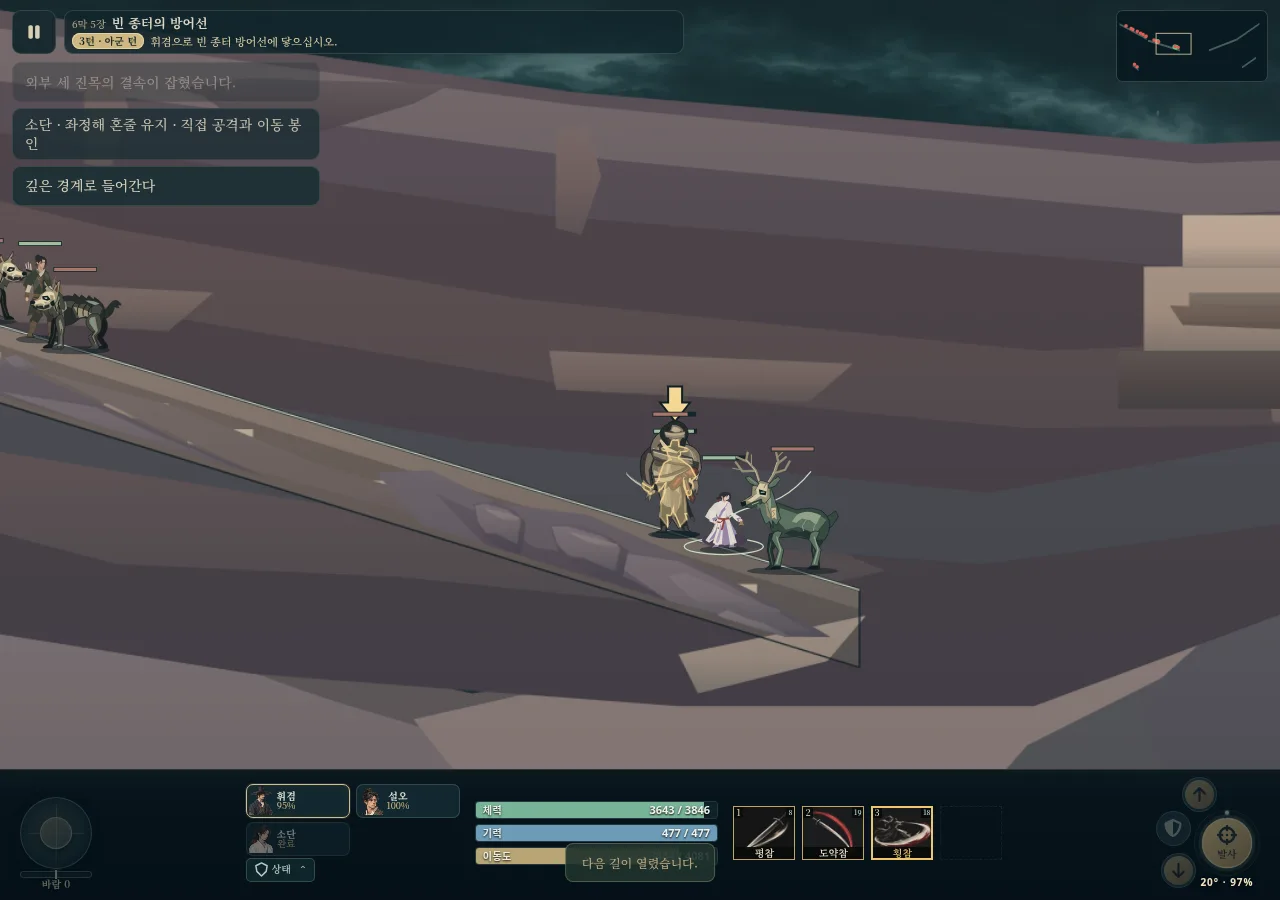 6막 5장 빈 종터의 방어선
3턴 · 아군 턴 휘겸으로 빈 종터 방어선에 닿으십시오.
외부 세 진목의 결속이 잡혔습니다.
소단 · 좌정해 혼줄 유지 · 직접 공격과 이동 봉
인
깊은 경계로 들어간다
휘겸
95%
설오
100%
소단
완료
상태
체력 3643 / 3846
기력 477 / 477
이동도
다음 길이 열렸습니다.
1 8
평참
2 19
도약참
3 18
횡참
바람 0
발사
20° · 97%